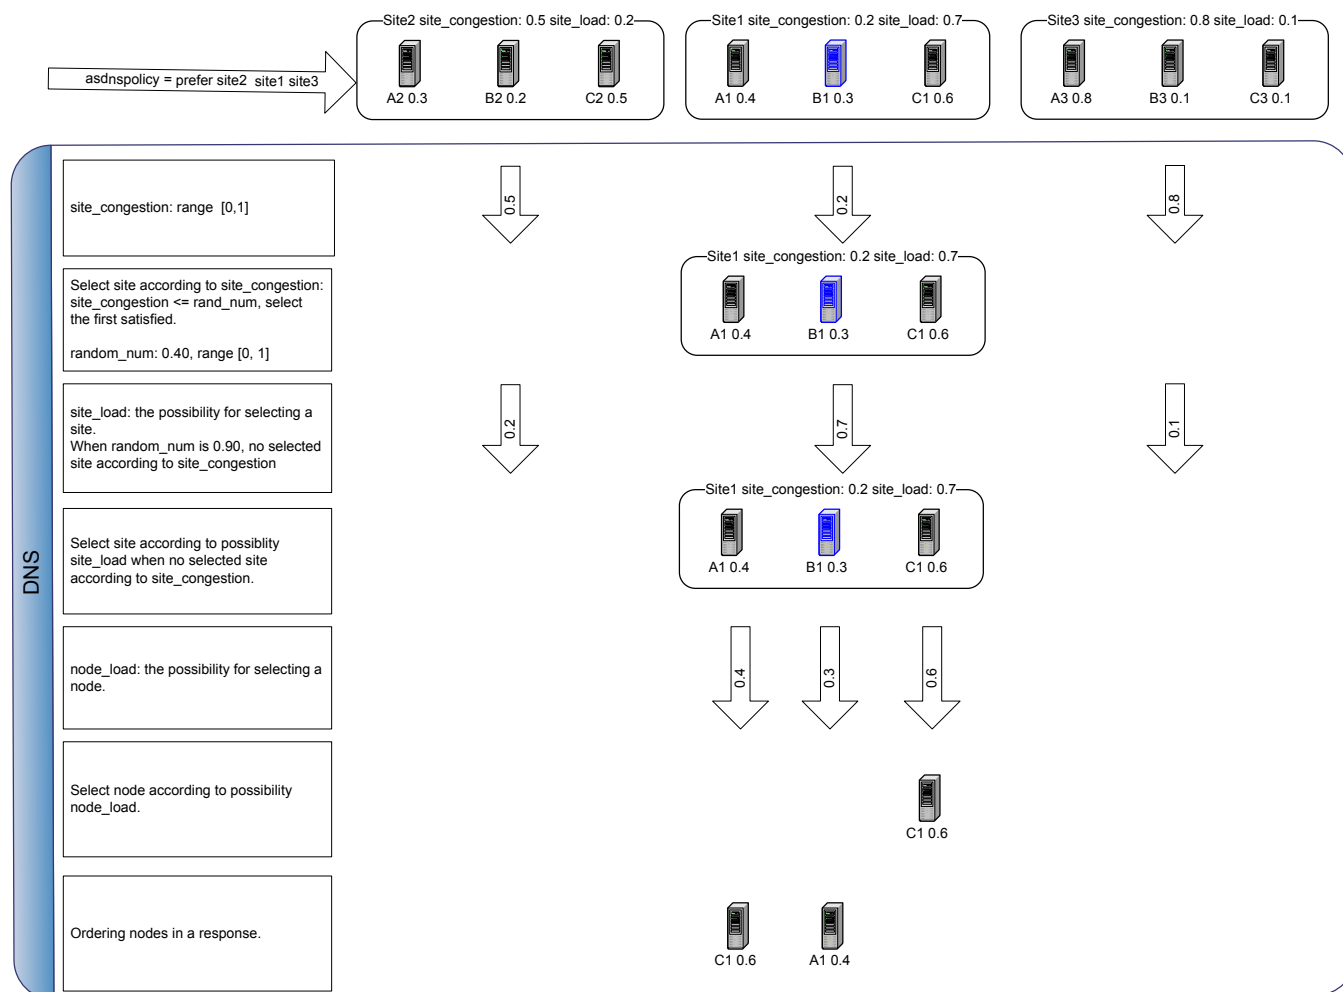 Site2 site_congestion: 0.5 site_load: 0.2
Site1 site_congestion: 0.2 site_load: 0.7
Site3 site_congestion: 0.8 site_load: 0.1
asdnspolicy = prefer site2 site1 site3
A2 0.3
B2 0.2
C2 0.5
A1 0.4
B1 0.3
C1 0.6
A3 0.8
B3 0.1
C3 0.1
DNS
site_congestion: range [0,1]
0.5
0.2
0.8
Select site according to site_congestion:
site_congestion <= rand_num, select
the first satisfied.
random_num: 0.40, range [0, 1]
Site1 site_congestion: 0.2 site_load: 0.7
A1 0.4
B1 0.3
C1 0.6
site_load: the possibility for selecting a
site.
When random_num is 0.90, no selected
site according to site_congestion
0.2
0.7
0.1
Select site according to possiblity
site_load when no selected site
according to site_congestion.
Site1 site_congestion: 0.2 site_load: 0.7
A1 0.4
B1 0.3
C1 0.6
node_load: the possibility for selecting a
node.
0.4
0.3
0.6
Select node according to possibility
node_load.
C1 0.6
Ordering nodes in a response.
C1 0.6
A1 0.4